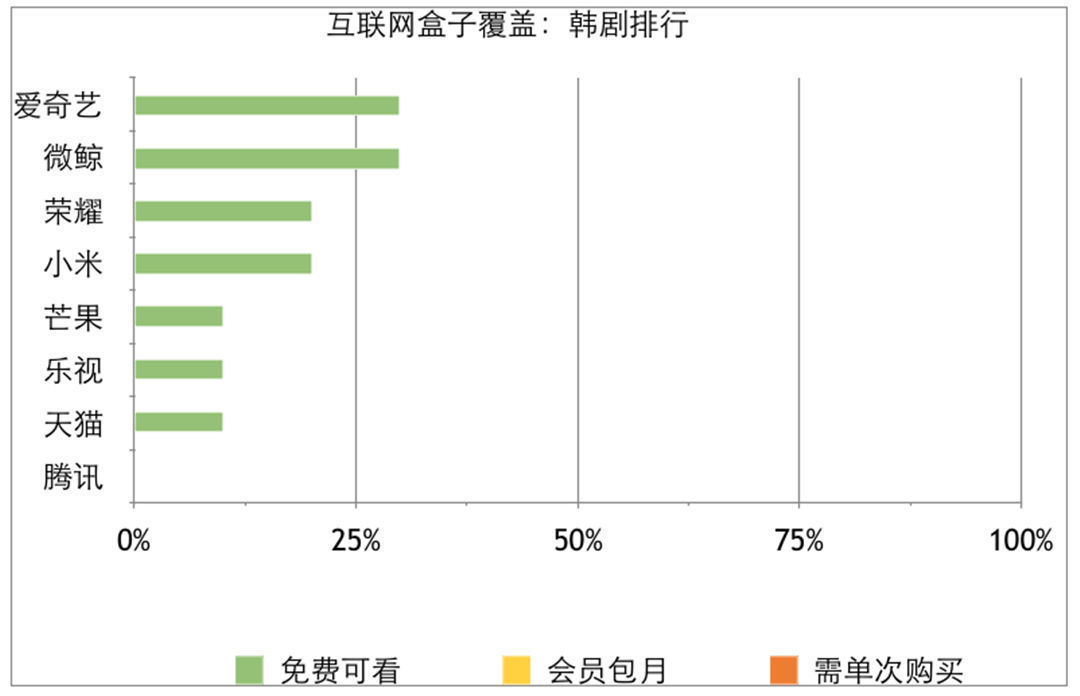 互联网盒子覆盖：韩剧排行
爱奇艺
微鲸
荣耀
小米
芒果
乐视
天猫
腾讯
0% 25% 50% 75% 100%
免费可看 会员包月 需单次购买